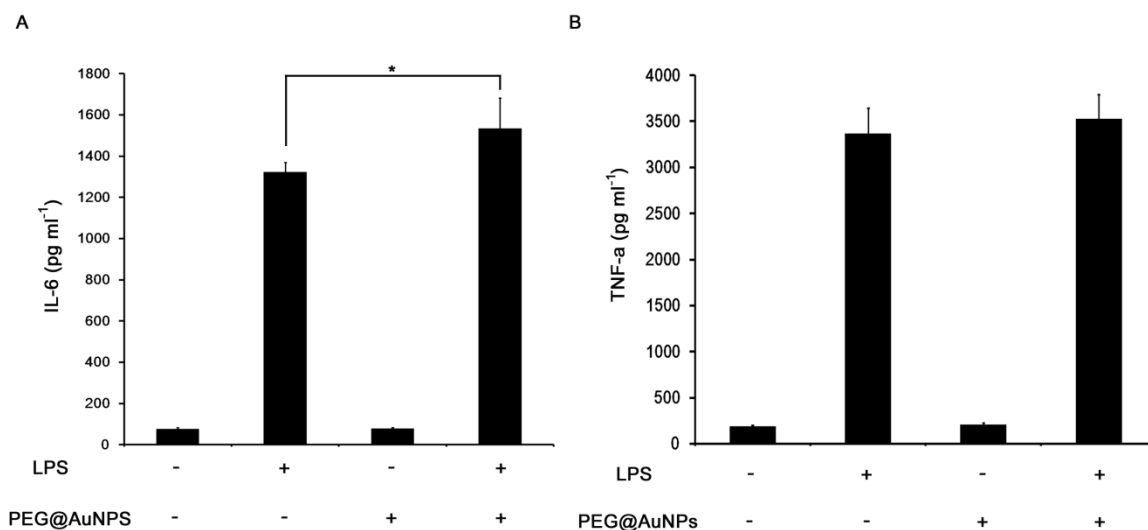 A
B
*
1800
1600
1400
1200
1000
800
600
400
200
0
IL-6 (pg ml⁻¹)
LPS - + - +
PEG@AuNPS - - + +
4000
3500
3000
2500
2000
1500
1000
500
0
TNF-a (pg ml⁻¹)
LPS - + - +
PEG@AuNPs - - + +